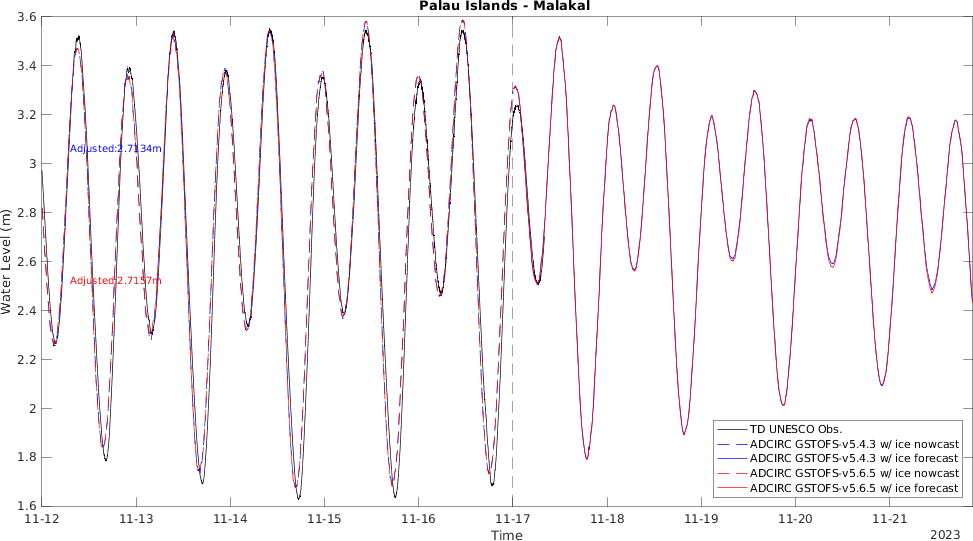 Palau Islands - Malakal
3.6
3.4
3.2
3
2.8
2.6
2.4
2.2
2
1.8
1.6
Water Level (m)
Adjusted:2.7134m
Adjusted:2.7157m
TD UNESCO Obs.
ADCIRC GSTOFS-v5.4.3 w/ ice nowcast
ADCIRC GSTOFS-v5.4.3 w/ ice forecast
ADCIRC GSTOFS-v5.6.5 w/ ice nowcast
ADCIRC GSTOFS-v5.6.5 w/ ice forecast
11-12 11-13 11-14 11-15 11-16 11-17 11-18 11-19 11-20 11-21
Time
2023